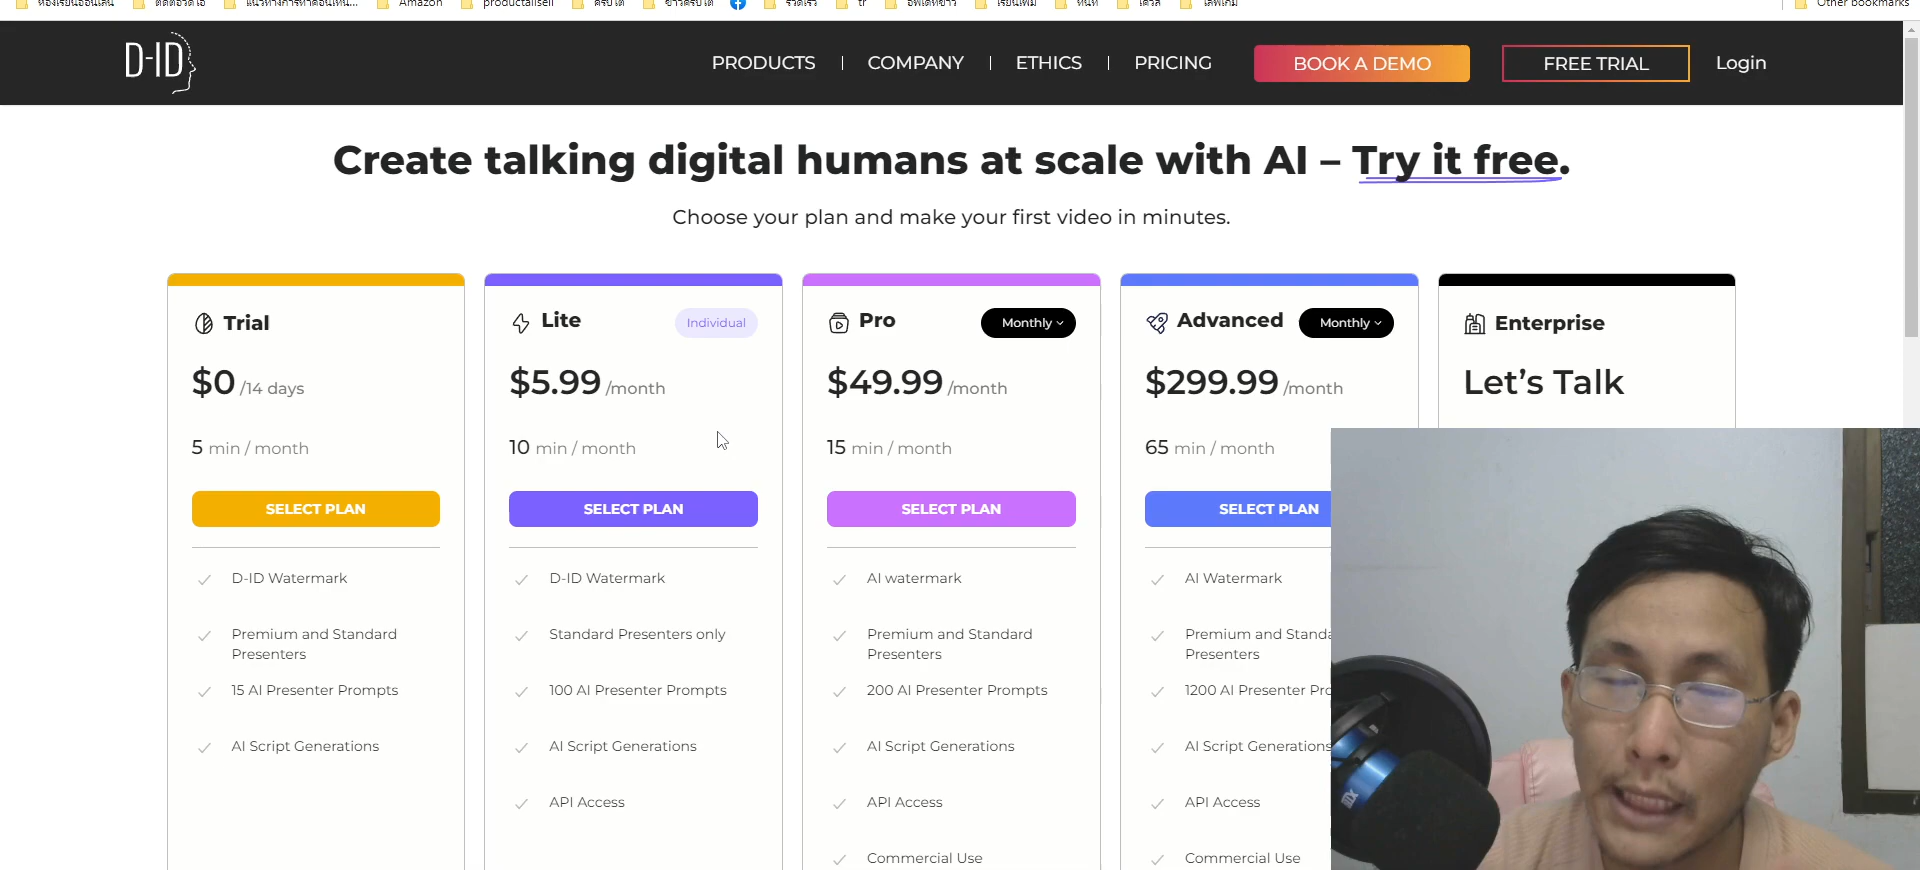 Amazon
productallsell
Other bookmarks
D-ID
PRODUCTS
COMPANY
ETHICS
PRICING
BOOK A DEMO
FREE TRIAL
Login
Create talking digital humans at scale with AI – Try it free.
Choose your plan and make your first video in minutes.
Trial
$0 /14 days
5 min / month
SELECT PLAN
D-ID Watermark
Premium and Standard
Presenters
15 AI Presenter Prompts
AI Script Generations
Lite
Individual
$5.99 /month
10 min / month
SELECT PLAN
D-ID Watermark
Standard Presenters only
100 AI Presenter Prompts
AI Script Generations
API Access
Pro
Monthly
$49.99 /month
15 min / month
SELECT PLAN
AI watermark
Premium and Standard
Presenters
200 AI Presenter Prompts
AI Script Generations
API Access
Commercial Use
Advanced
Monthly
$299.99 /month
65 min / month
SELECT PLAN
AI Watermark
Premium and Standa
Presenters
1200 AI Presenter Pro
AI Script Generations
API Access
Commercial Use
Enterprise
Let's Talk